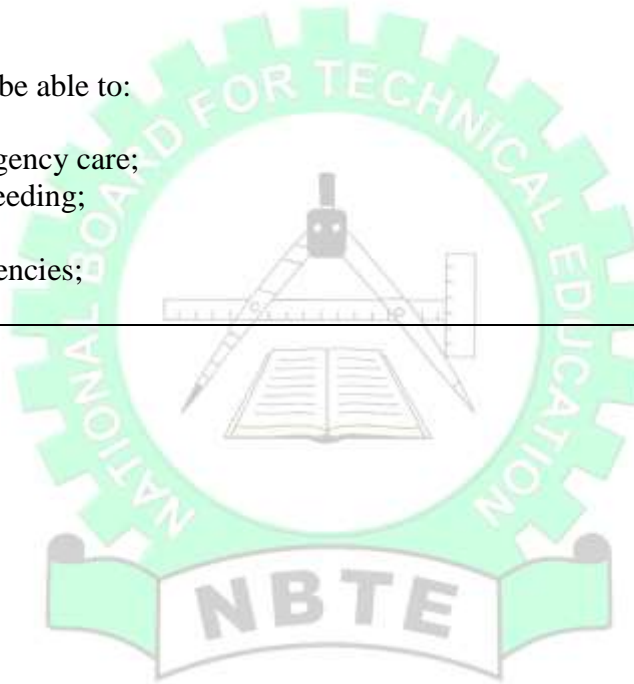 be able to:
gency care;
eeding;
encies;
NATIONAL BOARD FOR TECHNICAL EDUCATION
NBTE